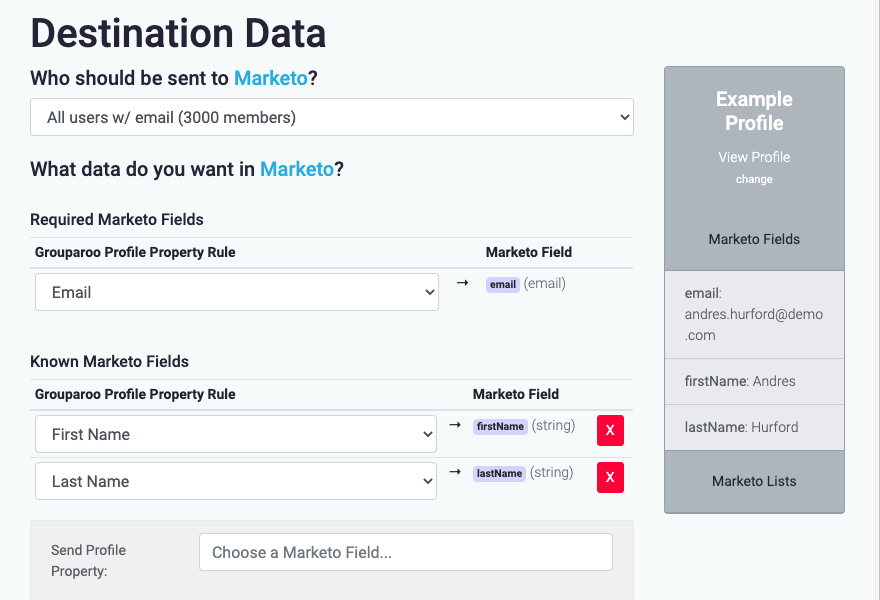 Destination Data
Who should be sent to Marketo?
All users w/ email (3000 members)
What data do you want in Marketo?
Required Marketo Fields
Grouparoo Profile Property Rule Marketo Field
Email → email (email)
Known Marketo Fields
Grouparoo Profile Property Rule Marketo Field
First Name → firstName (string) X
Last Name → lastName (string) X
Send Profile
Property:
Choose a Marketo Field...
Example
Profile
View Profile
change
Marketo Fields
email:
andres.hurford@demo
.com
firstName: Andres
lastName: Hurford
Marketo Lists